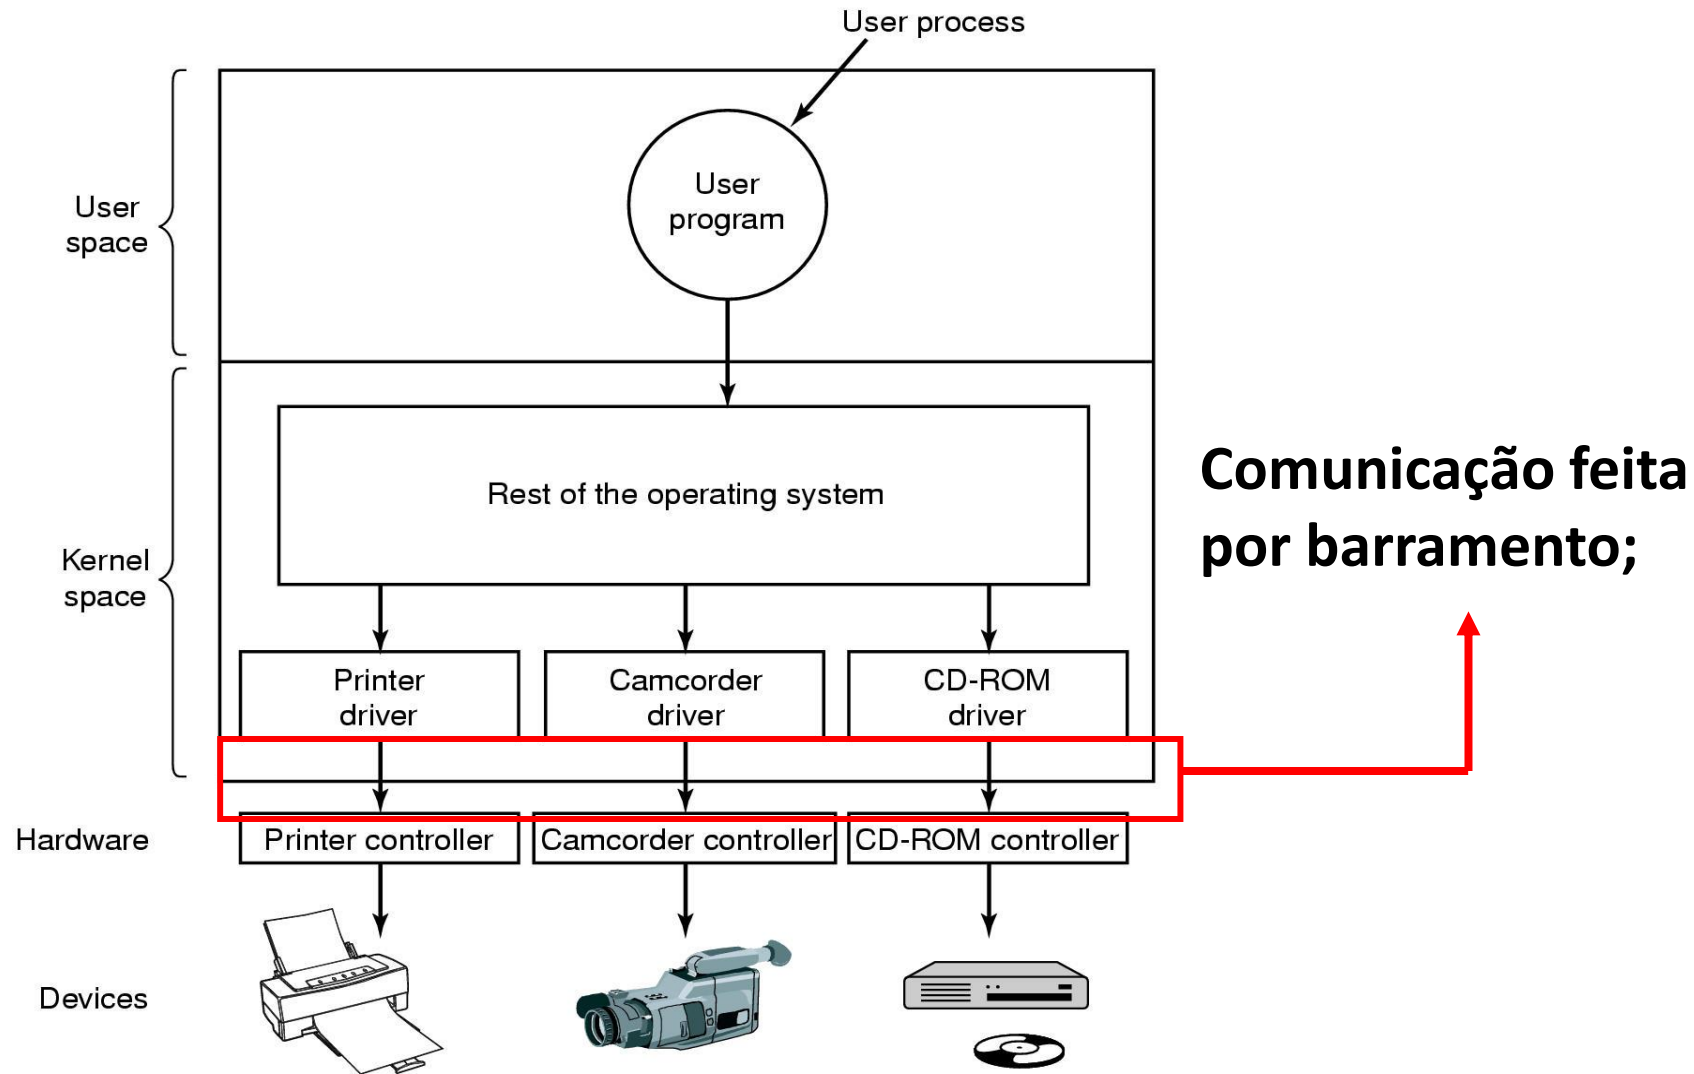 User process
User
program
User
space
Rest of the operating system
Comunicação feita
por barramento;
Kernel
space
Printer
driver
Camcorder
driver
CD-ROM
driver
Hardware
Printer controller
Camcorder controller
CD-ROM controller
Devices